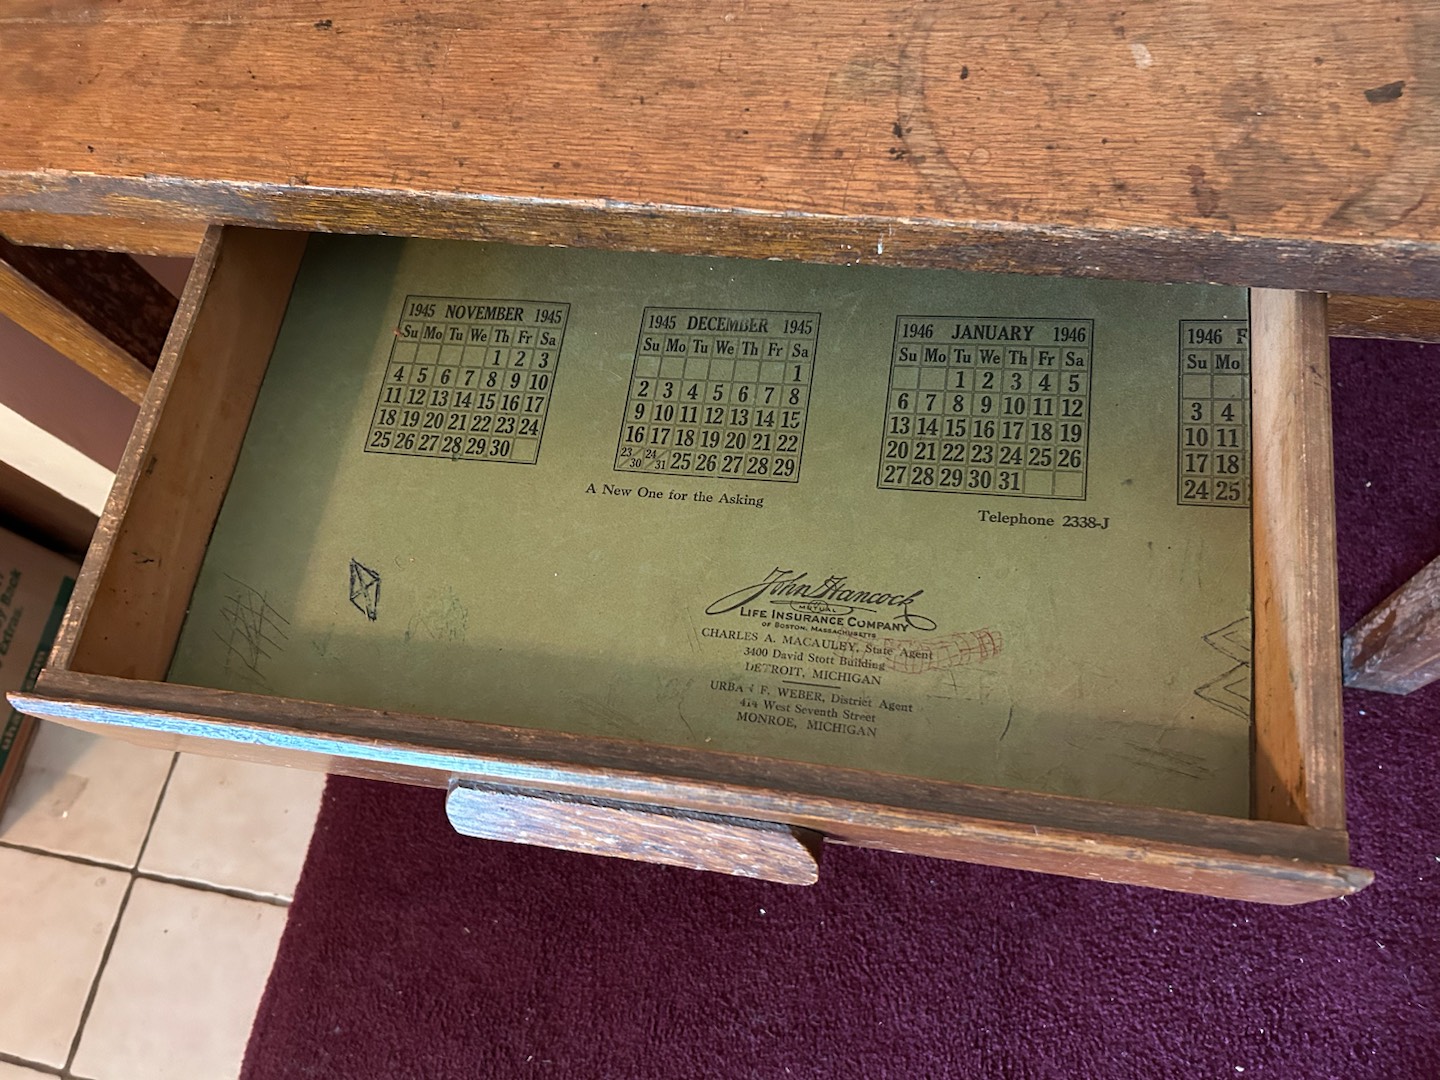 1945 NOVEMBER 1945
Su Mo Tu We Th Fr Sa
1 2 3
4 5 6 7 8 9 10
11 12 13 14 15 16 17
18 19 20 21 22 23 24
25 26 27 28 29 30
1945 DECEMBER 1945
Su Mo Tu We Th Fr Sa
1
2 3 4 5 6 7 8
9 10 11 12 13 14 15
16 17 18 19 20 21 22
23/30 24/31 25 26 27 28 29
1946 JANUARY 1946
Su Mo Tu We Th Fr Sa
1 2 3 4 5
6 7 8 9 10 11 12
13 14 15 16 17 18 19
20 21 22 23 24 25 26
27 28 29 30 31
1946 F
Su Mo
3 4
10 11
17 18
24 25
A New One for the Asking
Telephone 2338-J
John Hancock
MUTUAL
LIFE INSURANCE COMPANY
OF BOSTON, MASSACHUSETTS
CHARLES A. MACAULEY, State Agent
3400 David Stott Building
DETROIT, MICHIGAN
F. WEBER, District Agent
414 West Seventh Street
MONROE, MICHIGAN